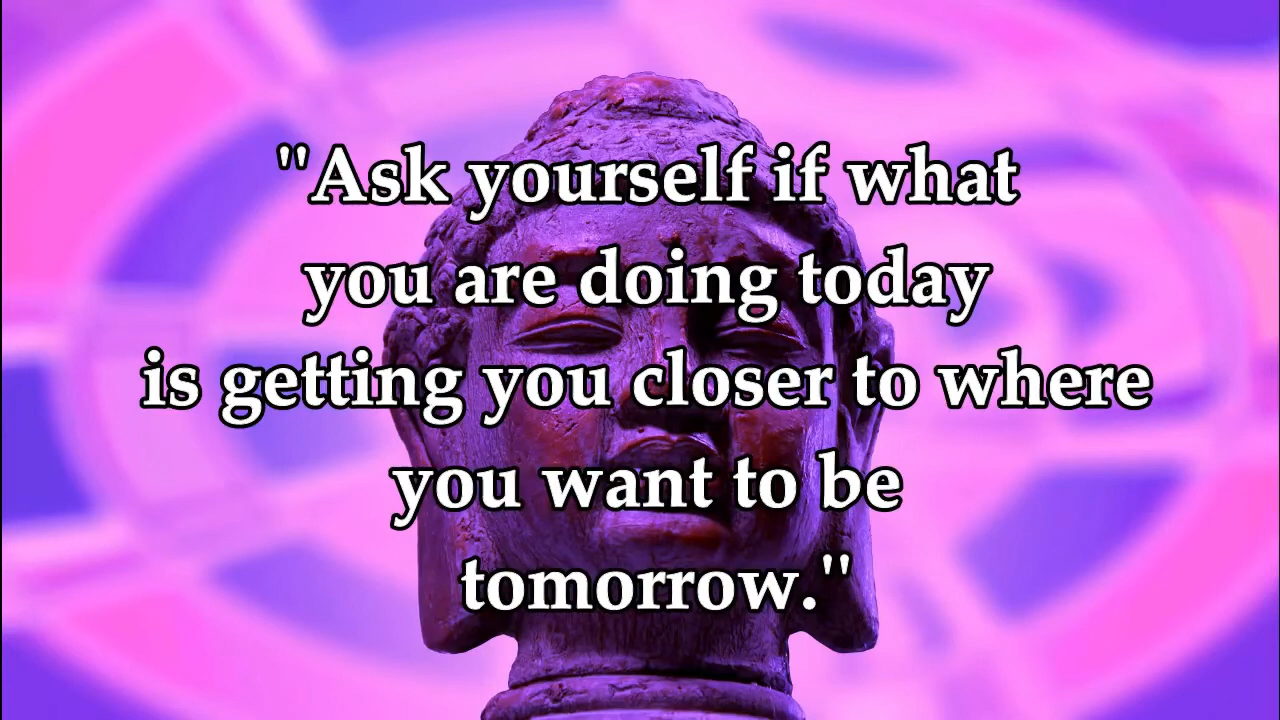 "Ask yourself if what
you are doing today
is getting you closer to where
you want to be
tomorrow."